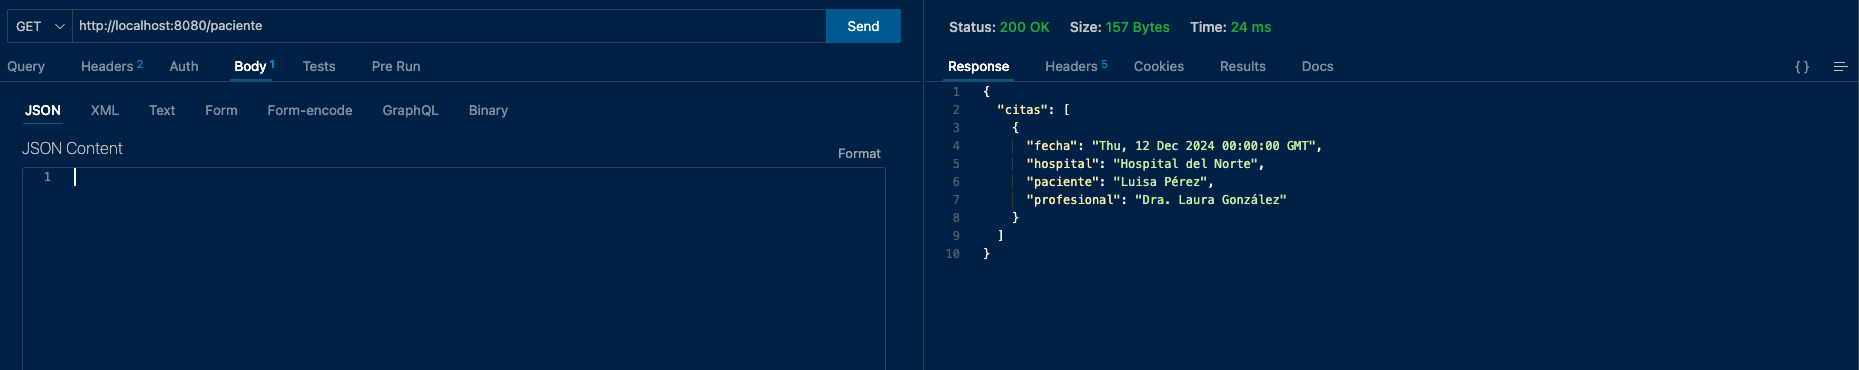 GET http://localhost:8080/paciente Send
Query Headers 2 Auth Body 1 Tests Pre Run
JSON XML Text Form Form-encode GraphQL Binary
JSON Content
Format
1
Status: 200 OK Size: 157 Bytes Time: 24 ms
Response Headers 5 Cookies Results Docs { }
1 {
2 "citas": [
3 {
4 "fecha": "Thu, 12 Dec 2024 00:00:00 GMT",
5 "hospital": "Hospital del Norte",
6 "paciente": "Luisa Pérez",
7 "profesional": "Dra. Laura González"
8 }
9 ]
10 }